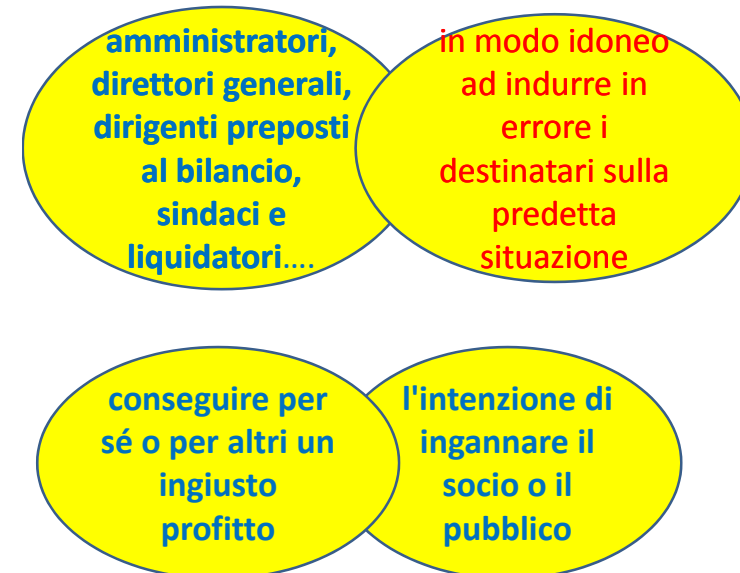 amministratori,
direttori generali,
dirigenti preposti
al bilancio,
sindaci e
liquidatori....
in modo idoneo
ad indurre in
errore i
destinatari sulla
predetta
situazione
conseguire per
sé o per altri un
ingiusto
profitto
l'intenzione di
ingannare il
socio o il
pubblico